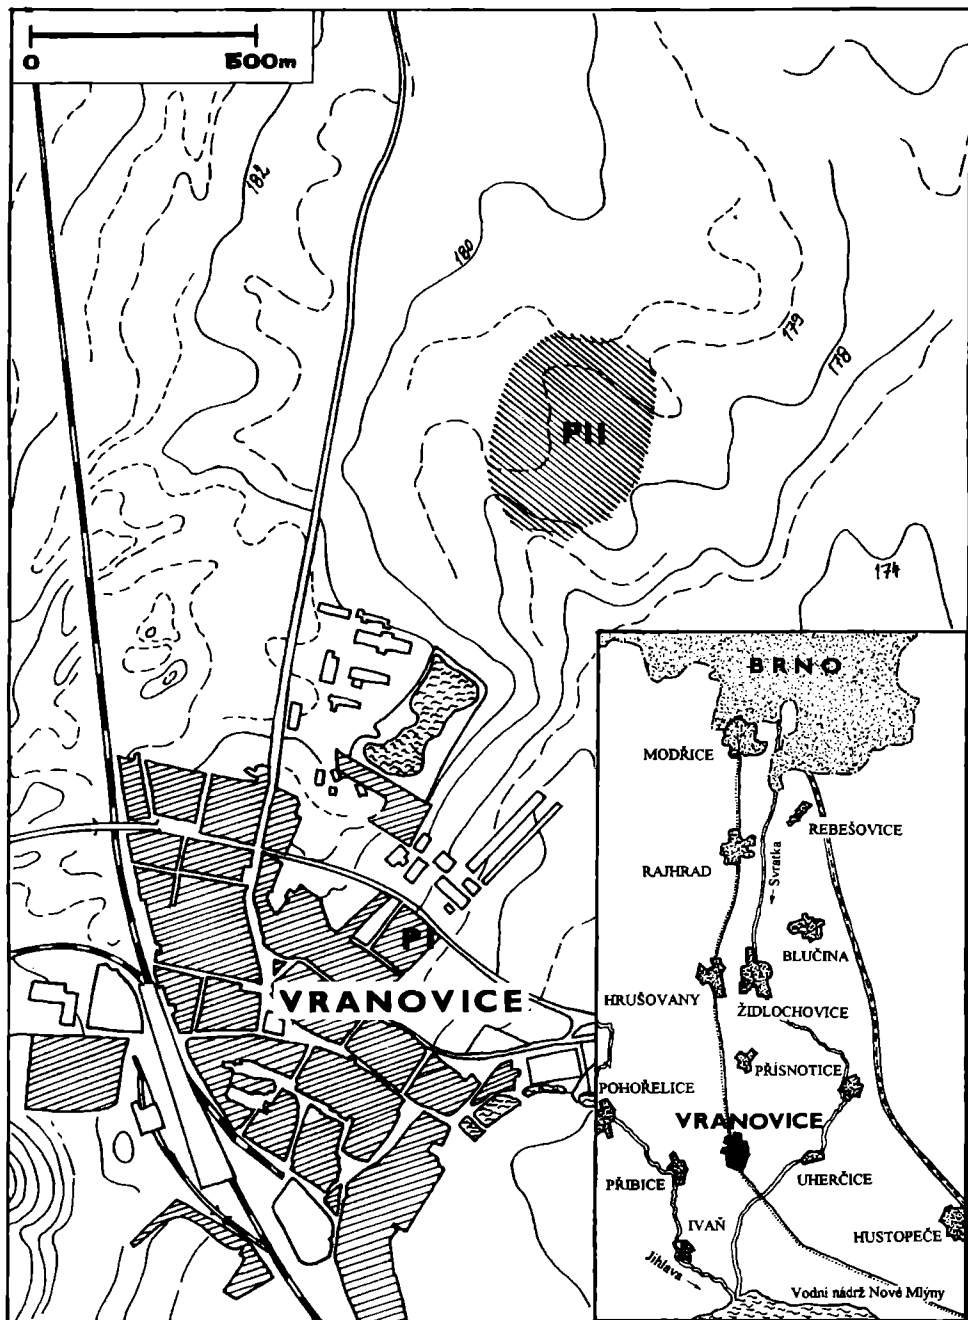 0 500m
182
180
179
178
PII
174
PI
VRANOVICE
BRNO
MODŘICE
REBEŠOVICE
RAJHRAD
Svratka
BLUČINA
HRUŠOVANY
ŽIDLOCHOVICE
PŘÍSNOTICE
POHOŘELICE
VRANOVICE
PŘIBICE
UHERČICE
IVAŇ
HUSTOPEČE
Jihlava
Vodní nádrž Nové Mlýny